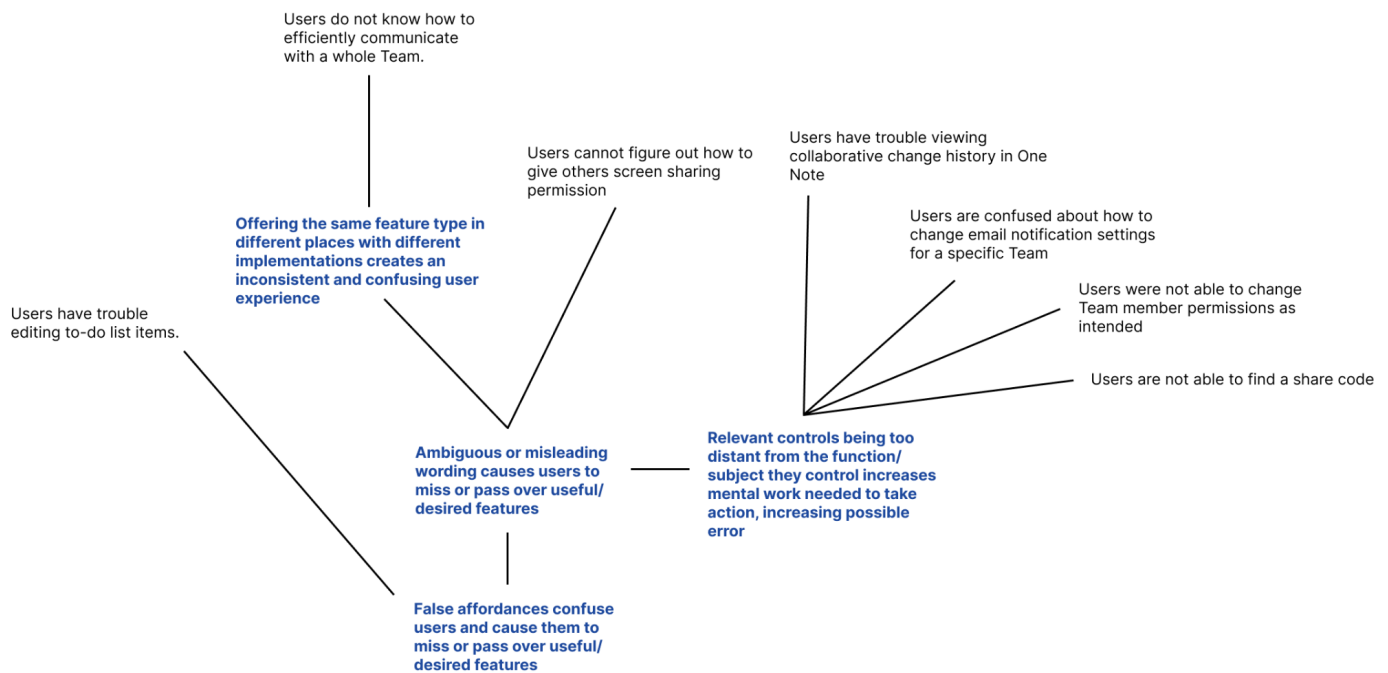 Users do not know how to
efficiently communicate
with a whole Team.
Users cannot figure out how to
give others screen sharing
permission
Users have trouble viewing
collaborative change history in One
Note
Users are confused about how to
change email notification settings
for a specific Team
Offering the same feature type in
different places with different
implementations creates an
inconsistent and confusing user
experience
Users have trouble
editing to-do list items.
Users were not able to change
Team member permissions as
intended
Users are not able to find a share code
Ambiguous or misleading
wording causes users to
miss or pass over useful/
desired features
Relevant controls being too
distant from the function/
subject they control increases
mental work needed to take
action, increasing possible
error
False affordances confuse
users and cause them to
miss or pass over useful/
desired features